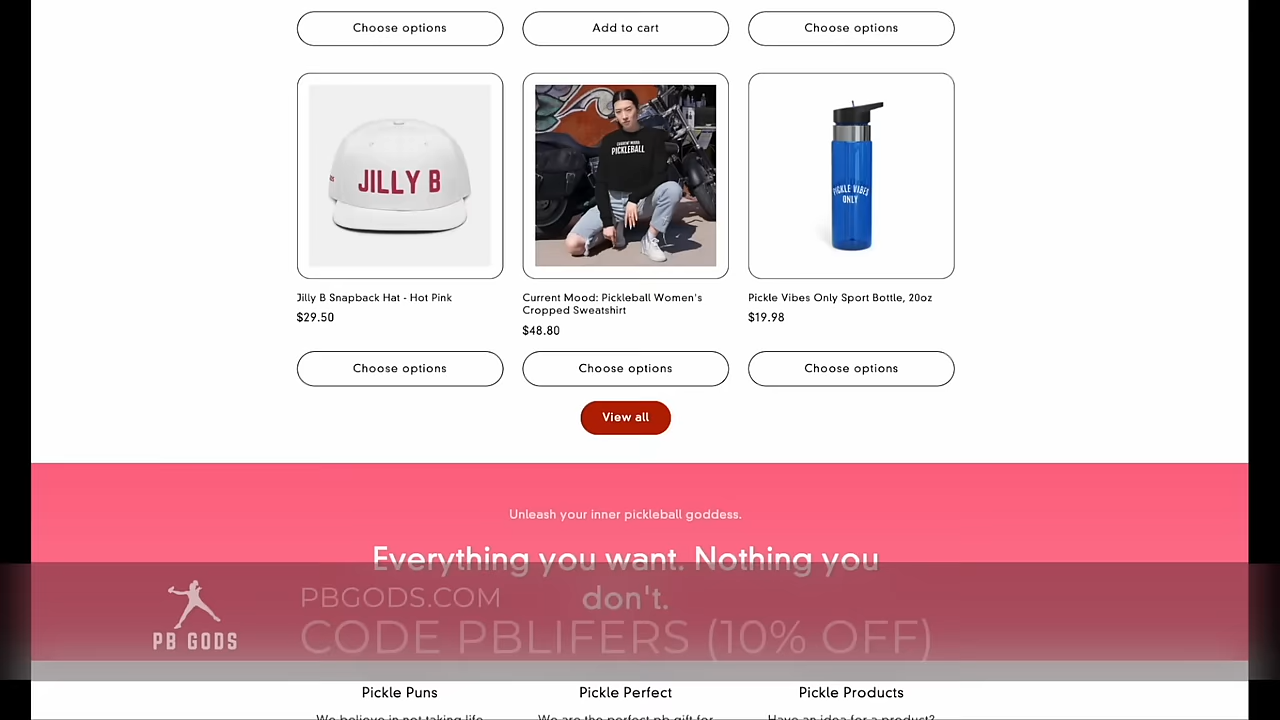 Choose options
Add to cart
Choose options
JILLY B
CURRENT MOOD:
PICKLEBALL
PICKLE VIBES
ONLY
Jilly B Snapback Hat - Hot Pink
$29.50
Current Mood: Pickleball Women's
Cropped Sweatshirt
$48.80
Pickle Vibes Only Sport Bottle, 20oz
$19.98
Choose options
Choose options
Choose options
View all
Unleash your inner pickleball goddess.
Everything you want. Nothing you
don't.
PB GODS
PBGODS.COM
CODE PBLIFERS (10% OFF)
Pickle Puns
Pickle Perfect
Pickle Products
We believe in not taking life
We are the perfect pb gift for
Have an idea for a product?